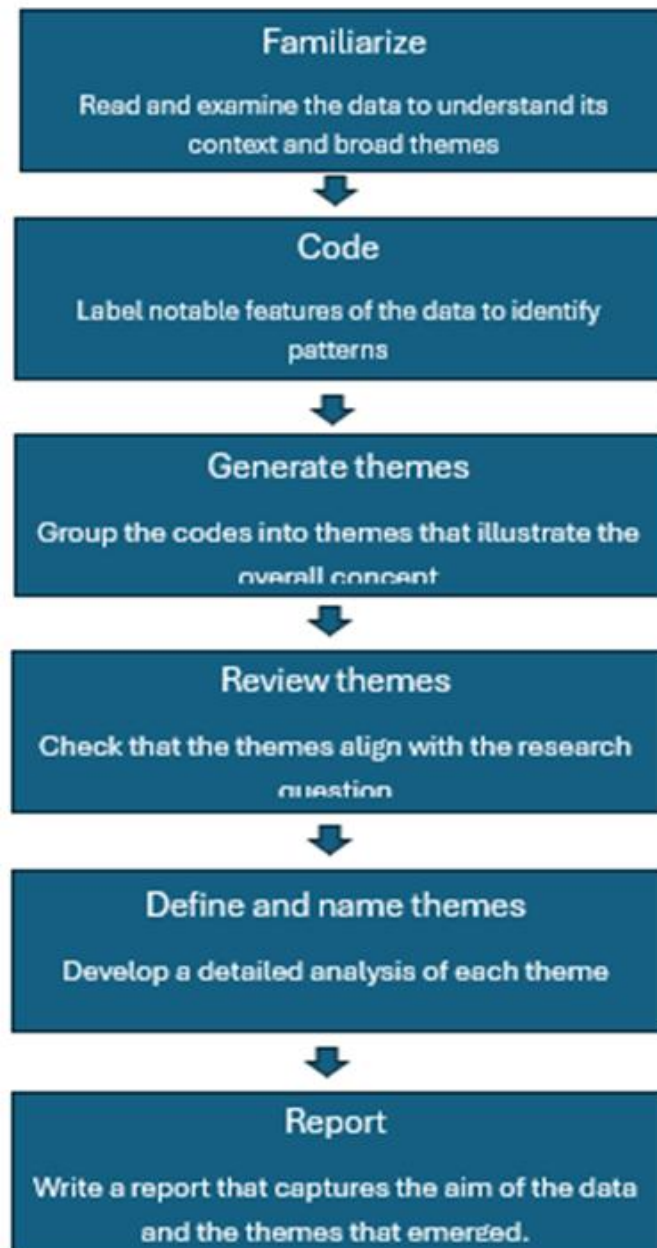 Familiarize
Read and examine the data to understand its
context and broad themes
Code
Label notable features of the data to identify
patterns
Generate themes
Group the codes into themes that illustrate the
overall concept
Review themes
Check that the themes align with the research
question
Define and name themes
Develop a detailed analysis of each theme
Report
Write a report that captures the aim of the data
and the themes that emerged.